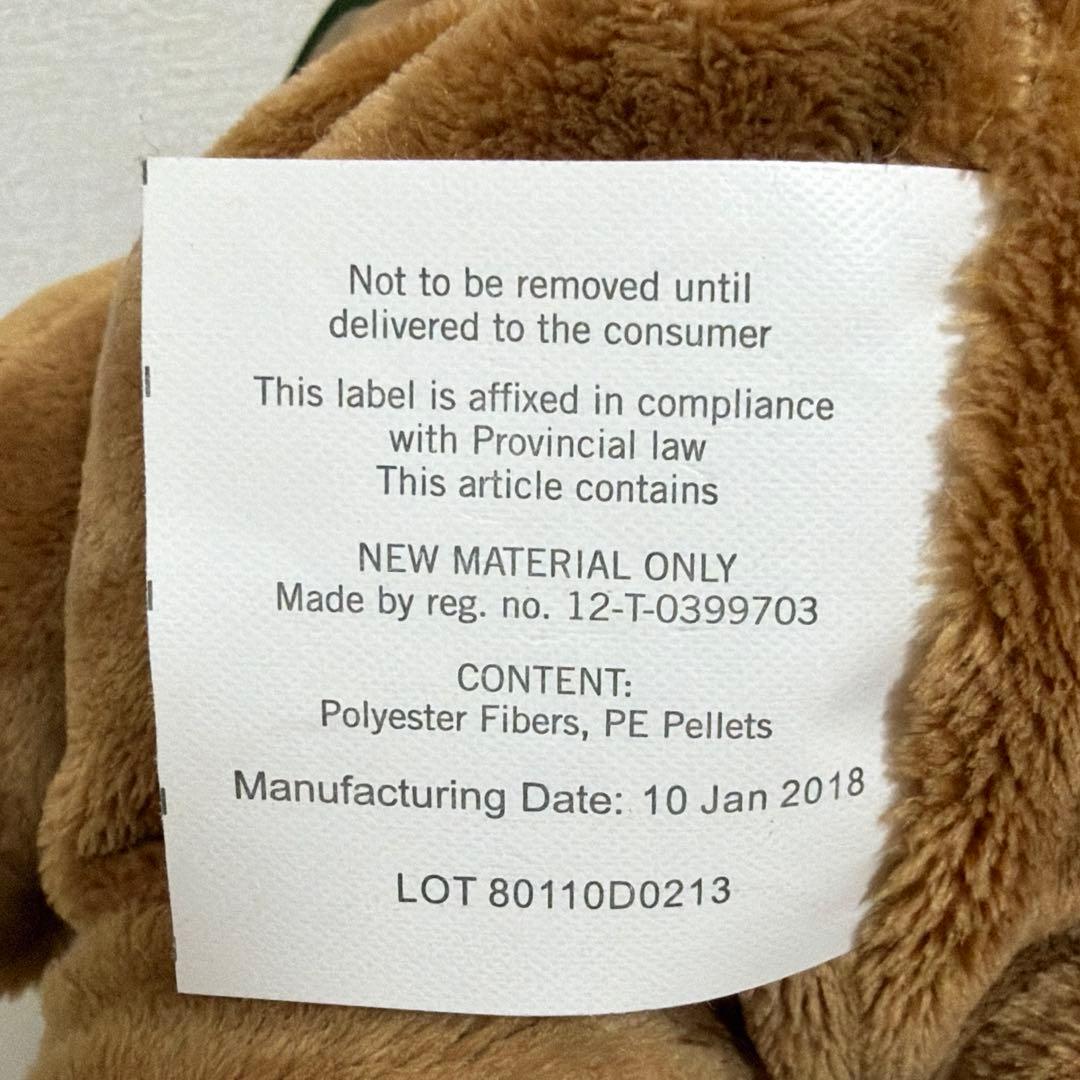 Not to be removed until
delivered to the consumer
This label is affixed in compliance
with Provincial law
This article contains
NEW MATERIAL ONLY
Made by reg. no. 12-T-0399703
CONTENT:
Polyester Fibers, PE Pellets
Manufacturing Date: 10 Jan 2018
LOT 80110D0213